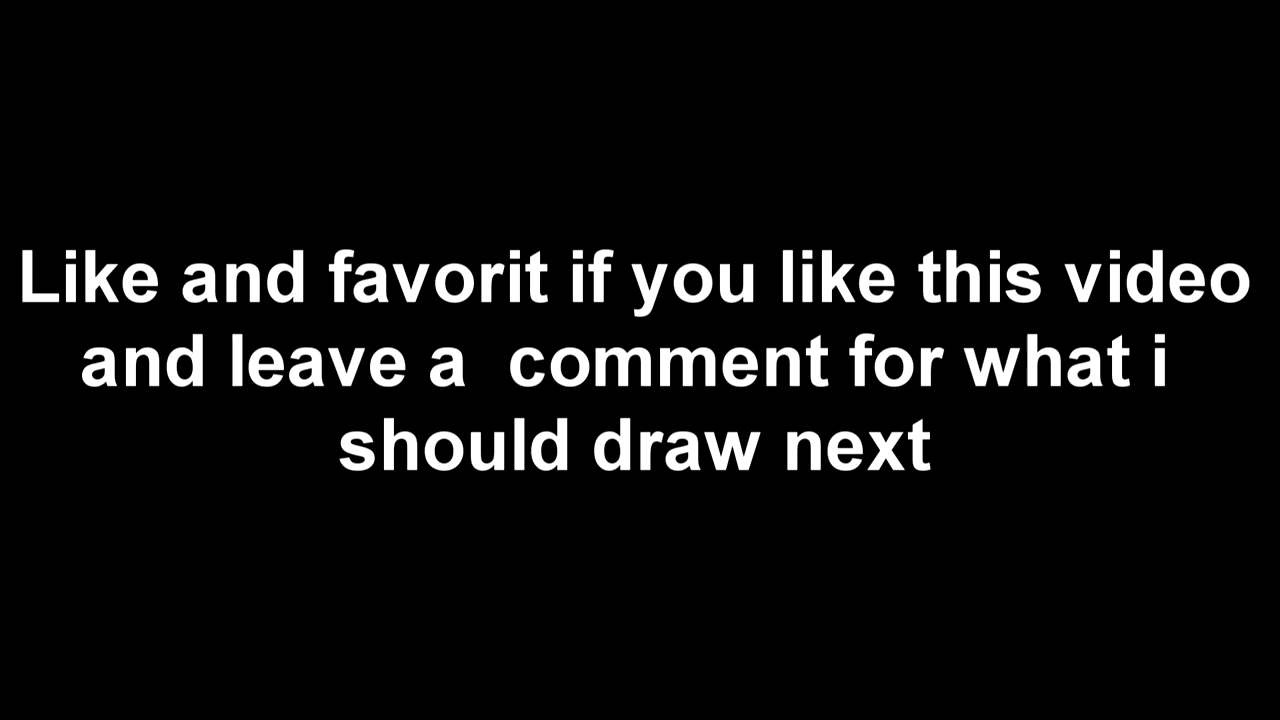 Like and favorit if you like this video
and leave a  comment for what i
should draw next